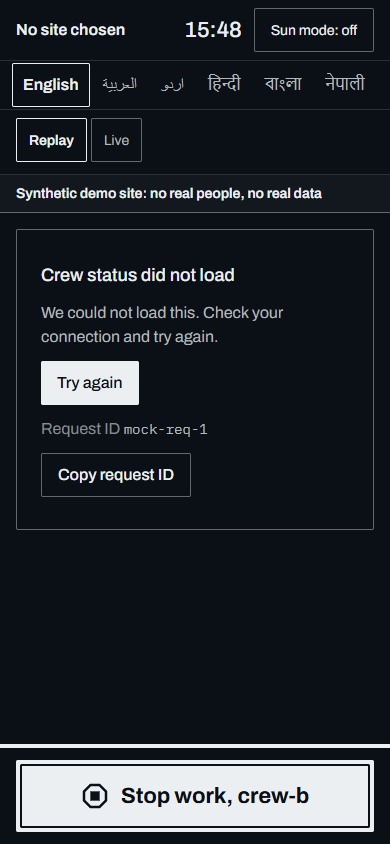 No site chosen
15:48
Sun mode: off
English
العربية
اردو
हिन्दी
বাংলা
नेपाली
Replay
Live
Synthetic demo site: no real people, no real data
Crew status did not load
We could not load this. Check your
connection and try again.
Try again
Request ID mock-req-1
Copy request ID
Stop work, crew-b